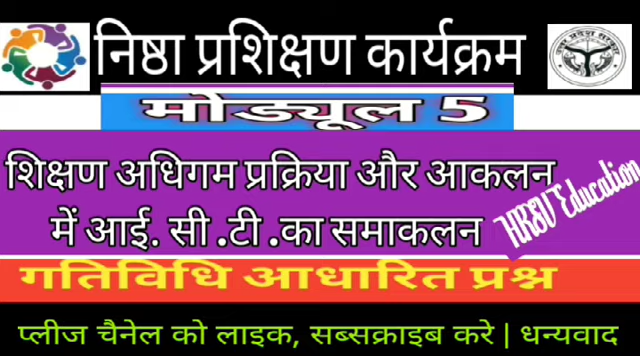 निष्ठा प्रशिक्षण कार्यक्रम
मौड्यूल 5
शिक्षण अधिगम प्रक्रिया और आकलन
में आई. सी .टी .का समाकलन
HRSV Education
गतिविधि आधारित प्रश्न
प्लीज चैनेल को लाइक, सब्सक्राइब करे | धन्यवाद